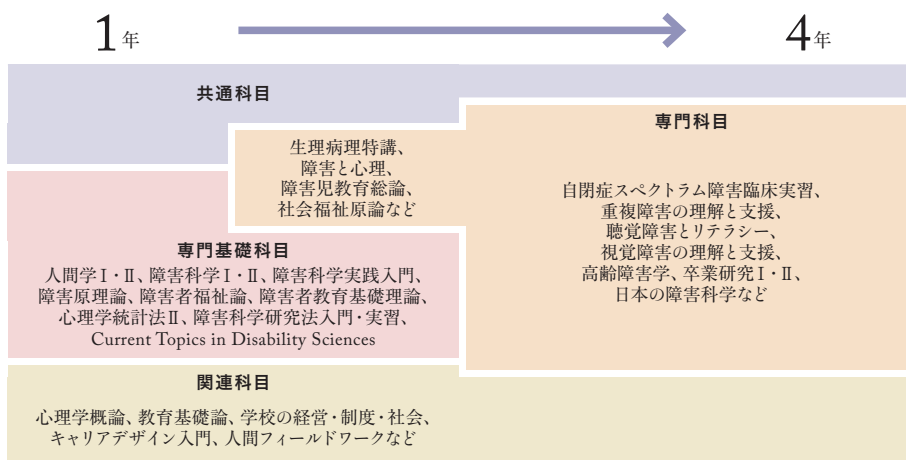 1年
4年
共通科目
生理病理特講、
障害と心理、
障害児教育総論、
社会福祉原論など
専門科目
自閉症スペクトラム障害臨床実習、
重複障害の理解と支援、
聴覚障害とリテラシー、
視覚障害の理解と支援、
高齢障害学、卒業研究Ⅰ・Ⅱ、
日本の障害科学など
専門基礎科目
人間学Ⅰ・Ⅱ、障害科学Ⅰ・Ⅱ、障害科学実践入門、
障害原理論、障害者福祉論、障害者教育基礎理論、
心理学統計法Ⅱ、障害科学研究法入門・実習、
Current Topics in Disability Sciences
関連科目
心理学概論、教育基礎論、学校の経営・制度・社会、
キャリアデザイン入門、人間フィールドワークなど